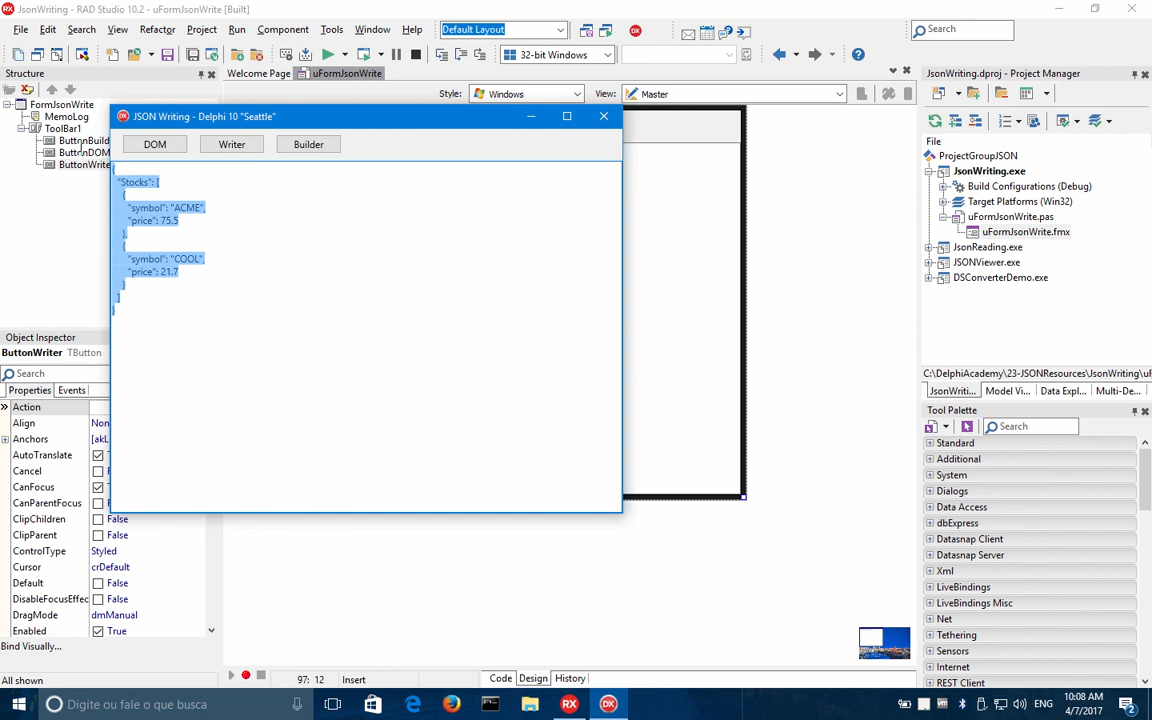 JsonWriting - RAD Studio 10.2 - uFormJsonWrite [Built]
File Edit Search View Refactor Project Run Component Tools Window Help
Default Layout
Search
32-bit Windows
Structure
Welcome Page
uFormJsonWrite
JsonWriting.dproj - Project Manager
Style:
Windows
View:
Master
FormJsonWrite
MemoLog
ToolBar1
ButtonBuild
ButtonDOM
ButtonWrite
JSON Writing - Delphi 10 "Seattle"
DOM
Writer
Builder
{
"Stocks": [
{
"symbol": "ACME",
"price": 75.5
},
{
"symbol": "COOL",
"price": 21.7
}
]
}
File
ProjectGroupJSON
JsonWriting.exe
Build Configurations (Debug)
Target Platforms (Win32)
uFormJsonWrite.pas
uFormJsonWrite.fmx
JsonReading.exe
JSONViewer.exe
DSConverterDemo.exe
C:\DelphiAcademy\23-JSONResources\JsonWriting\uF
JsonWriti...
Model Vi...
Data Expl...
Multi-De...
Object Inspector
ButtonWriter TButton
Search
Properties
Events
Action
Align Non
Anchors [akL
AutoTranslate
Cancel
CanFocus
CanParentFocus
ClipChildren False
ClipParent False
ControlType Styled
Cursor crDefault
Default False
DisableFocusEffec False
DragMode dmManual
Enabled True
Bind Visually...
All shown
Tool Palette
Search
Standard
Additional
System
Dialogs
Data Access
dbExpress
Datasnap Client
Datasnap Server
Xml
LiveBindings
LiveBindings Misc
Net
Tethering
Sensors
Internet
REST Client
97: 12
Insert
Code
Design
History
Digite ou fale o que busca
ENG
10:08 AM
4/7/2017
2